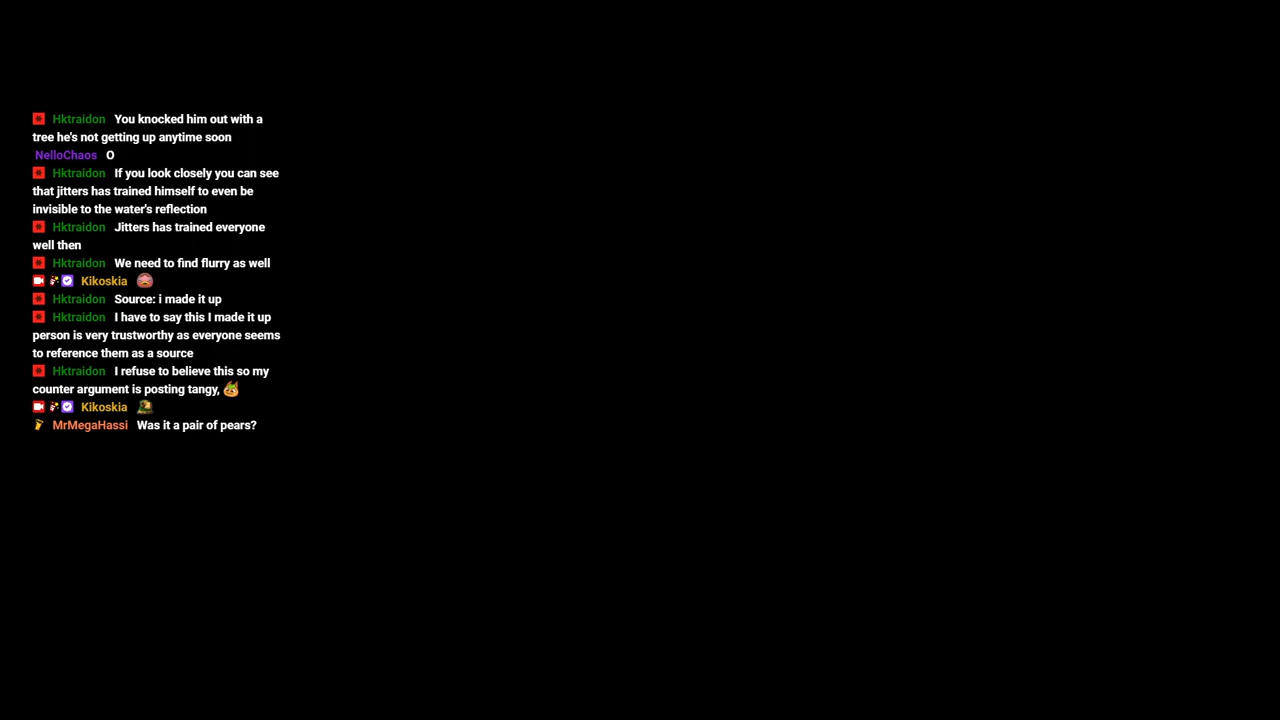 Hktraidon You knocked him out with a
tree he's not getting up anytime soon
NelloChaos O
Hktraidon If you look closely you can see
that jitters has trained himself to even be
invisible to the water's reflection
Hktraidon Jitters has trained everyone
well then
Hktraidon We need to find flurry as well
Kikoskia
Hktraidon Source: i made it up
Hktraidon I have to say this I made it up
person is very trustworthy as everyone seems
to reference them as a source
Hktraidon I refuse to believe this so my
counter argument is posting tangy,
Kikoskia
MrMegaHassi Was it a pair of pears?